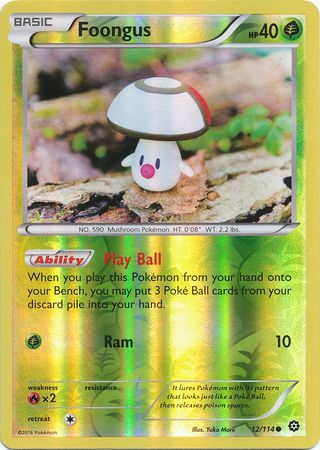 BASIC
Foongus
HP40
NO. 590 Mushroom Pokémon HT: 0'08" WT: 2.2 lbs.
Ability Play Ball
When you play this Pokémon from your hand onto
your Bench, you may put 3 Poké Ball cards from your
discard pile into your hand.
Ram 10
weakness
resistance
×2
retreat
It lures Pokémon with its pattern
that looks just like a Poké Ball,
then releases poison spores.
©2016 Pokémon
Illus. Yuka Morii
12/114